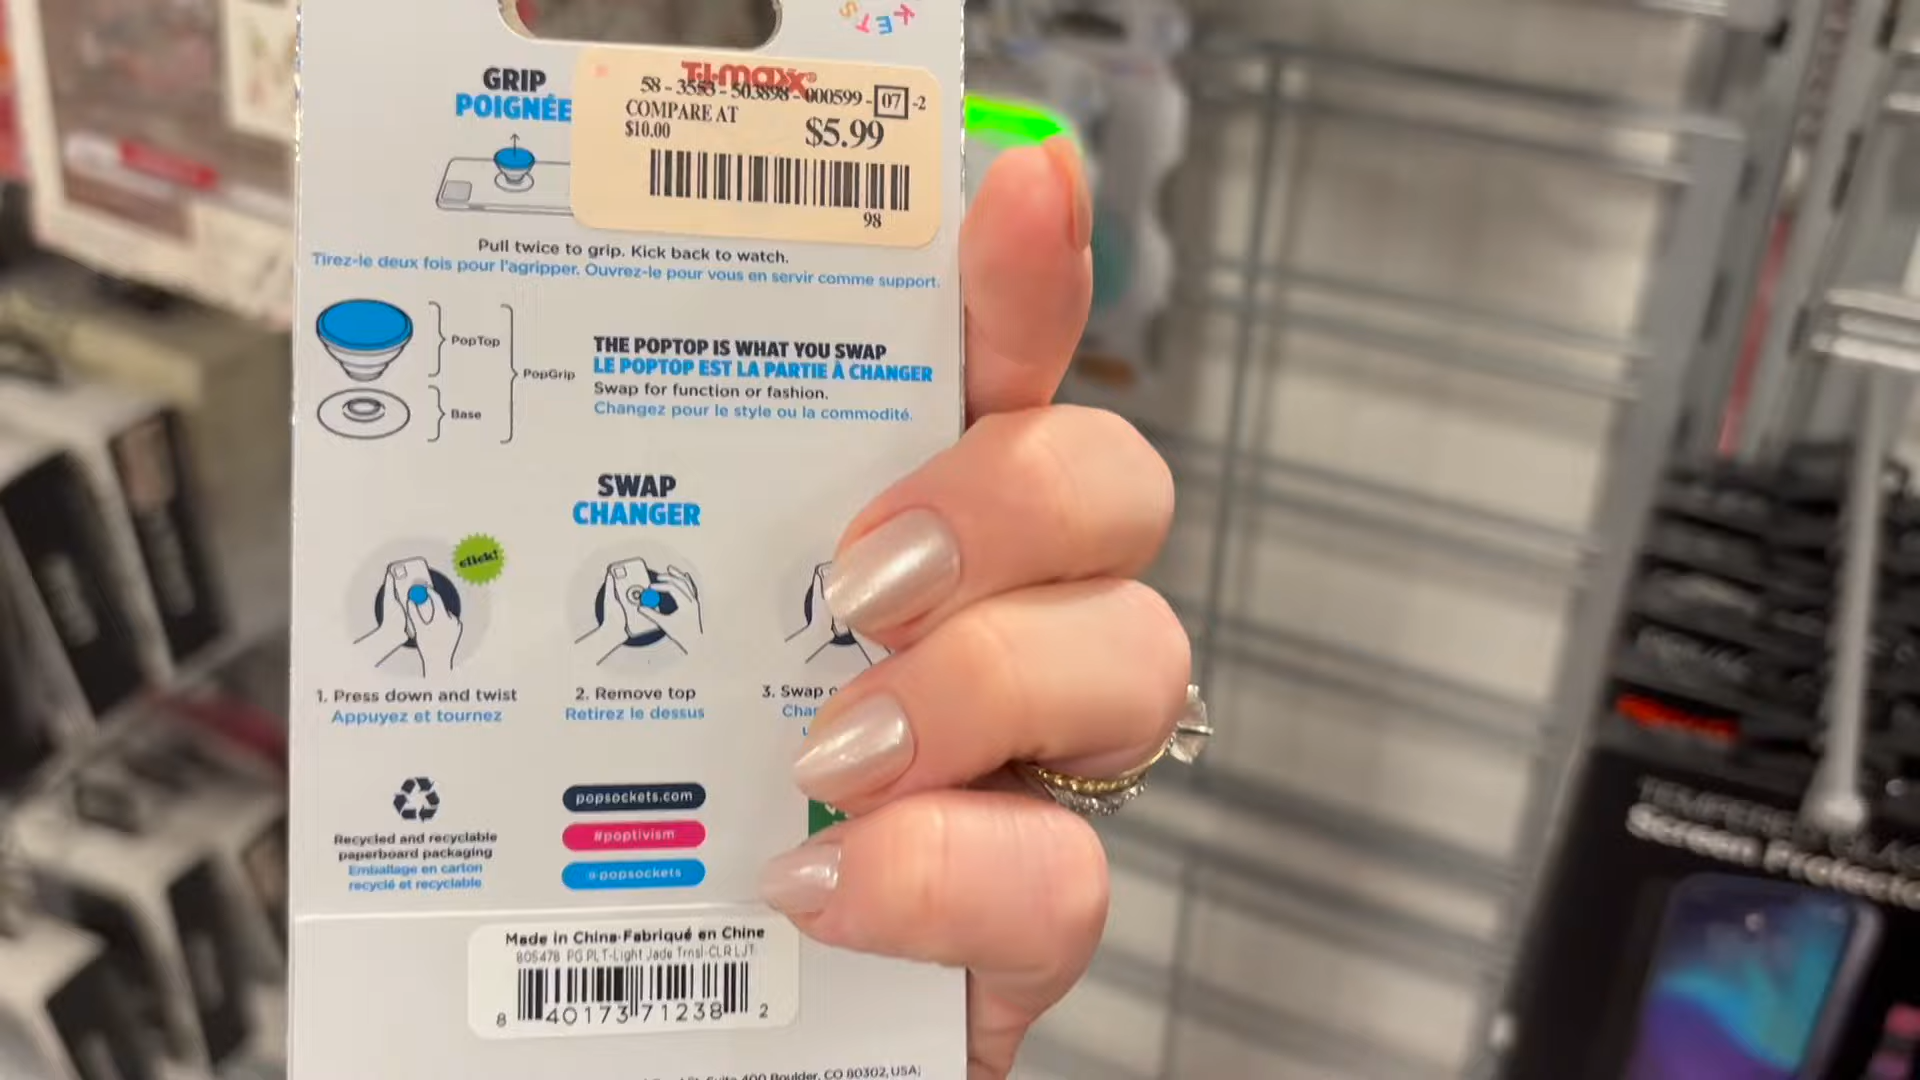 KETS
GRIP
POIGNÉE
T.J.maxx®
58 - 3553 - 503898 - 000599 - 07 -2
COMPARE AT
$10.00
$5.99
98
Pull twice to grip. Kick back to watch.
Tirez-le deux fois pour l'agripper. Ouvrez-le pour vous en servir comme support.
PopTop
PopGrip
Base
THE POPTOP IS WHAT YOU SWAP
LE POPTOP EST LA PARTIE À CHANGER
Swap for function or fashion.
Changez pour le style ou la commodité.
SWAP
CHANGER
click!
1. Press down and twist
Appuyez et tournez
2. Remove top
Retirez le dessus
3. Swap
Recycled and recyclable
paperboard packaging
Emballage en carton
recyclé et recyclable
popsockets.com
#poptivism
@popsockets
Made in China·Fabriqué en Chine
805478 PG PLT-Light Jade Trnsl-CLR LJT
8 40173 71238 2
400 Boulder, CO 80302, USA;
TEMPERED GLASS
Screen Protector